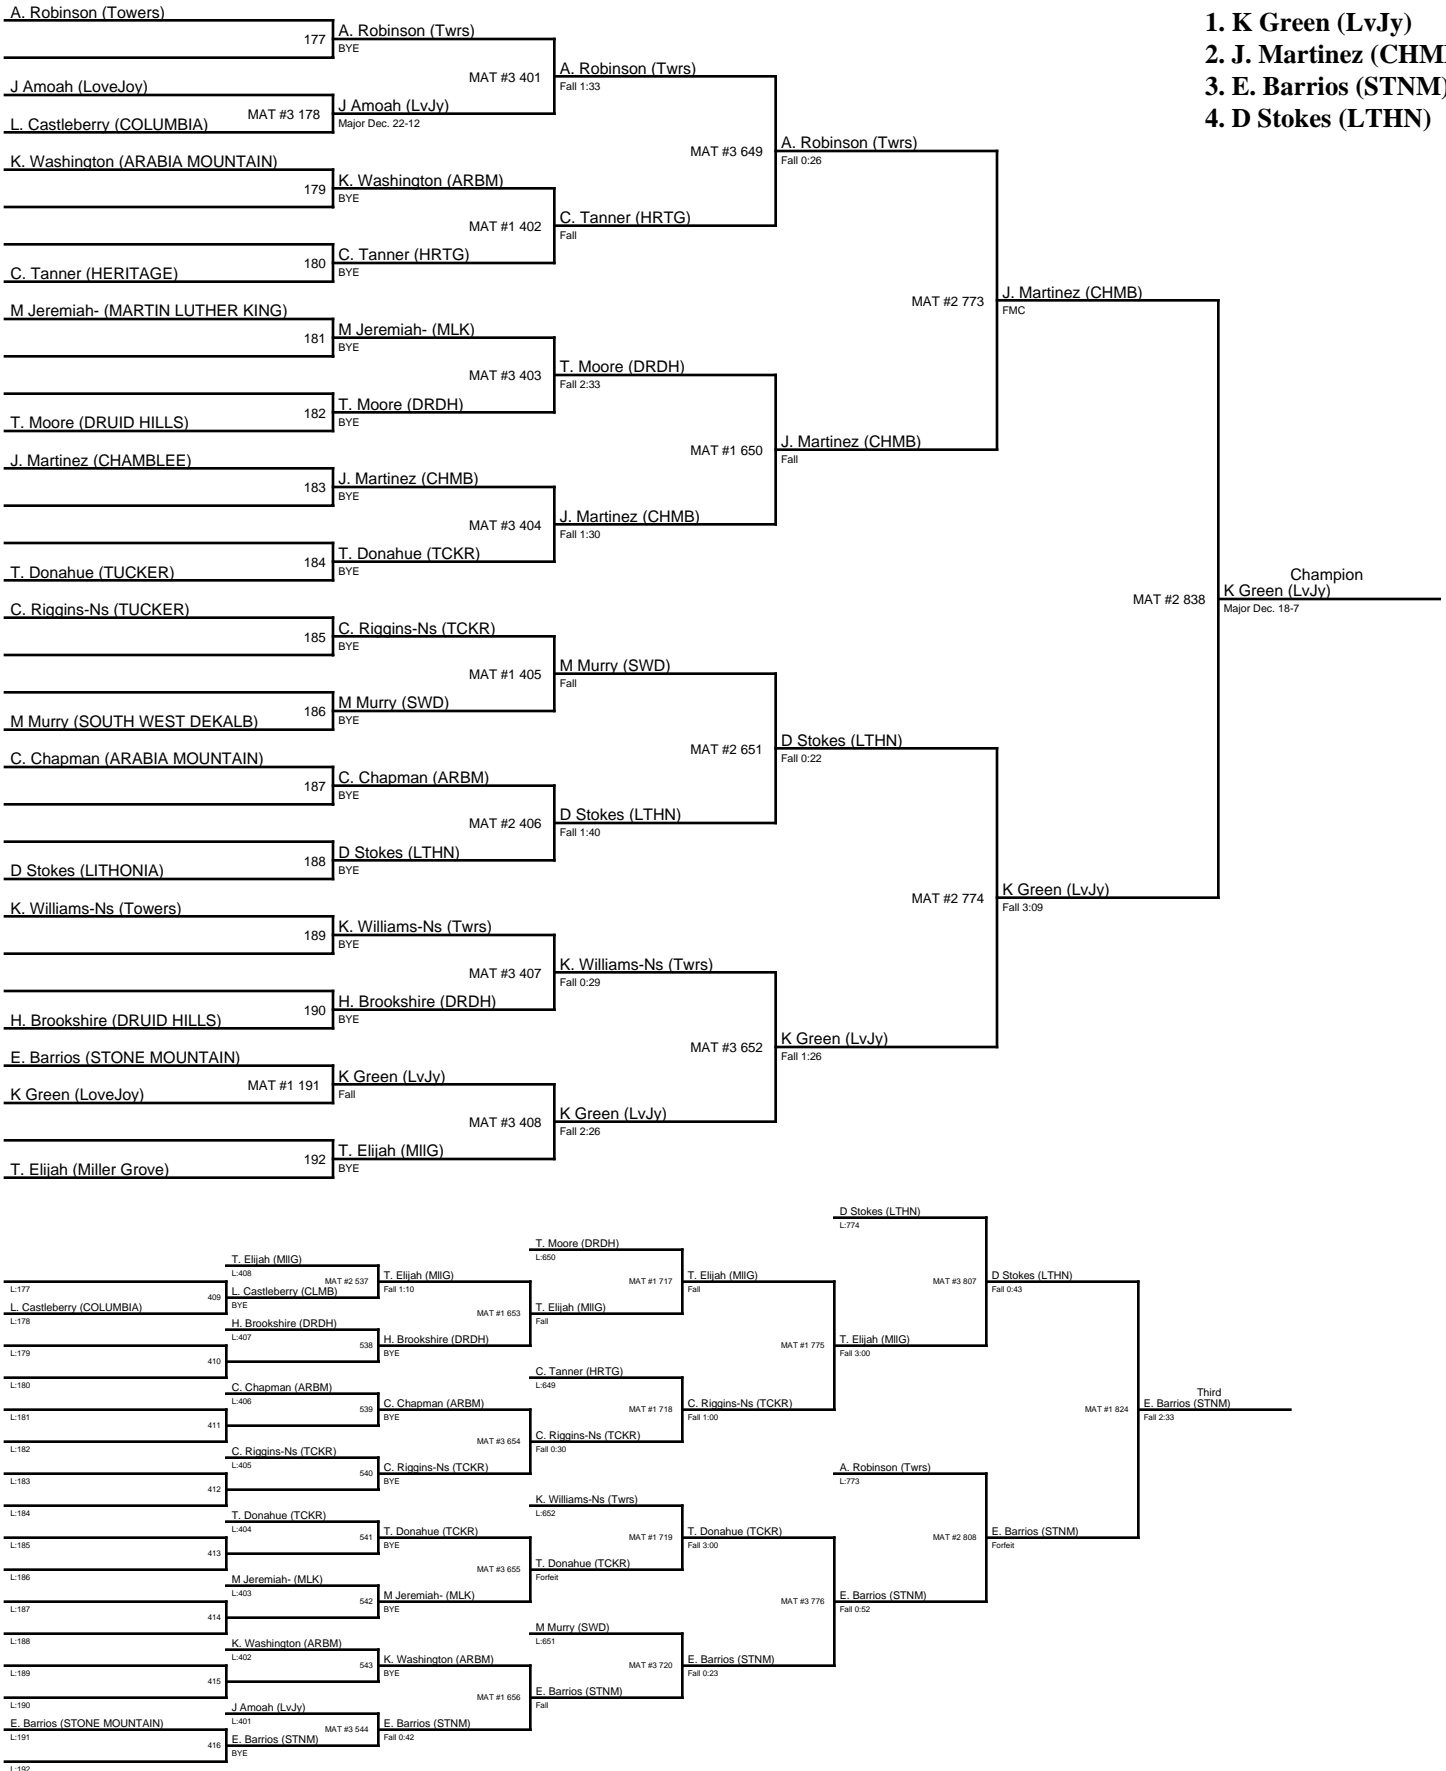 1. K Green (LvJy)
2. J. Martinez (CHM
3. E. Barrios (STNM)
4. D Stokes (LTHN)
A. Robinson (Towers)
177
A. Robinson (Twrs)
BYE
MAT #3 401
A. Robinson (Twrs)
Fall 1:33
J Amoah (LoveJoy)
MAT #3 178
J Amoah (LvJy)
Major Dec. 22-12
L. Castleberry (COLUMBIA)
MAT #3 649
A. Robinson (Twrs)
Fall 0:26
K. Washington (ARABIA MOUNTAIN)
179
K. Washington (ARBM)
BYE
MAT #1 402
C. Tanner (HRTG)
Fall
180
C. Tanner (HRTG)
BYE
C. Tanner (HERITAGE)
MAT #2 773
J. Martinez (CHMB)
FMC
M Jeremiah- (MARTIN LUTHER KING)
181
M Jeremiah- (MLK)
BYE
MAT #3 403
T. Moore (DRDH)
Fall 2:33
182
T. Moore (DRDH)
BYE
T. Moore (DRUID HILLS)
MAT #1 650
J. Martinez (CHMB)
Fall
J. Martinez (CHAMBLEE)
183
J. Martinez (CHMB)
BYE
MAT #3 404
J. Martinez (CHMB)
Fall 1:30
184
T. Donahue (TCKR)
BYE
T. Donahue (TUCKER)
MAT #2 838
Champion
K Green (LvJy)
Major Dec. 18-7
C. Riggins-Ns (TUCKER)
185
C. Riggins-Ns (TCKR)
BYE
MAT #1 405
M Murry (SWD)
Fall
186
M Murry (SWD)
BYE
M Murry (SOUTH WEST DEKALB)
MAT #2 651
D Stokes (LTHN)
Fall 0:22
C. Chapman (ARABIA MOUNTAIN)
187
C. Chapman (ARBM)
BYE
MAT #2 406
D Stokes (LTHN)
Fall 1:40
188
D Stokes (LTHN)
BYE
D Stokes (LITHONIA)
MAT #2 774
K Green (LvJy)
Fall 3:09
K. Williams-Ns (Towers)
189
K. Williams-Ns (Twrs)
BYE
MAT #3 407
K. Williams-Ns (Twrs)
Fall 0:29
190
H. Brookshire (DRDH)
BYE
H. Brookshire (DRUID HILLS)
MAT #3 652
K Green (LvJy)
Fall 1:26
E. Barrios (STONE MOUNTAIN)
MAT #1 191
K Green (LvJy)
Fall
K Green (LoveJoy)
MAT #3 408
K Green (LvJy)
Fall 2:26
192
T. Elijah (MllG)
BYE
T. Elijah (Miller Grove)
D Stokes (LTHN)
L:774
T. Moore (DRDH)
L:650
T. Elijah (MllG)
L:408
L:177
409
MAT #2 537
T. Elijah (MllG)
Fall 1:10
MAT #1 717
T. Elijah (MllG)
Fall
MAT #3 807
D Stokes (LTHN)
Fall 0:43
L. Castleberry (COLUMBIA)
L:178
L. Castleberry (CLMB)
BYE
MAT #1 653
T. Elijah (MllG)
Fall
H. Brookshire (DRDH)
L:407
L:179
410
538
H. Brookshire (DRDH)
BYE
MAT #1 775
T. Elijah (MllG)
Fall 3:00
L:180
C. Tanner (HRTG)
L:649
C. Chapman (ARBM)
L:406
L:181
411
539
C. Chapman (ARBM)
BYE
MAT #1 718
C. Riggins-Ns (TCKR)
Fall 1:00
MAT #1 824
Third
E. Barrios (STNM)
Fall 2:33
L:182
MAT #3 654
C. Riggins-Ns (TCKR)
Fall 0:30
C. Riggins-Ns (TCKR)
L:405
L:183
412
540
C. Riggins-Ns (TCKR)
BYE
A. Robinson (Twrs)
L:773
L:184
K. Williams-Ns (Twrs)
L:652
T. Donahue (TCKR)
L:404
L:185
413
541
T. Donahue (TCKR)
BYE
MAT #1 719
T. Donahue (TCKR)
Fall 3:00
MAT #2 808
E. Barrios (STNM)
Forfeit
L:186
MAT #3 655
T. Donahue (TCKR)
Forfeit
M Jeremiah- (MLK)
L:403
L:187
414
542
M Jeremiah- (MLK)
BYE
MAT #3 776
E. Barrios (STNM)
Fall 0:52
L:188
M Murry (SWD)
L:651
K. Washington (ARBM)
L:402
L:189
415
543
K. Washington (ARBM)
BYE
MAT #3 720
E. Barrios (STNM)
Fall 0:23
L:190
MAT #1 656
E. Barrios (STNM)
Fall
J Amoah (LvJy)
L:401
E. Barrios (STONE MOUNTAIN)
L:191
416
MAT #3 544
E. Barrios (STNM)
Fall 0:42
E. Barrios (STNM)
BYE
L:192